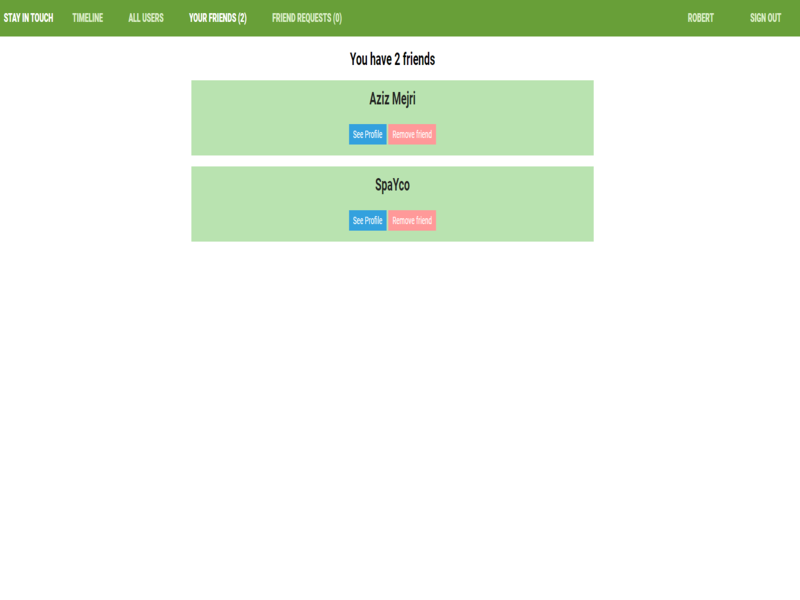 STAY IN TOUCH TIMELINE ALL USERS YOUR FRIENDS (2) FRIEND REQUESTS (0) ROBERT SIGN OUT
You have 2 friends
Aziz Mejri
See Profile Remove friend
SpaYco
See Profile Remove friend